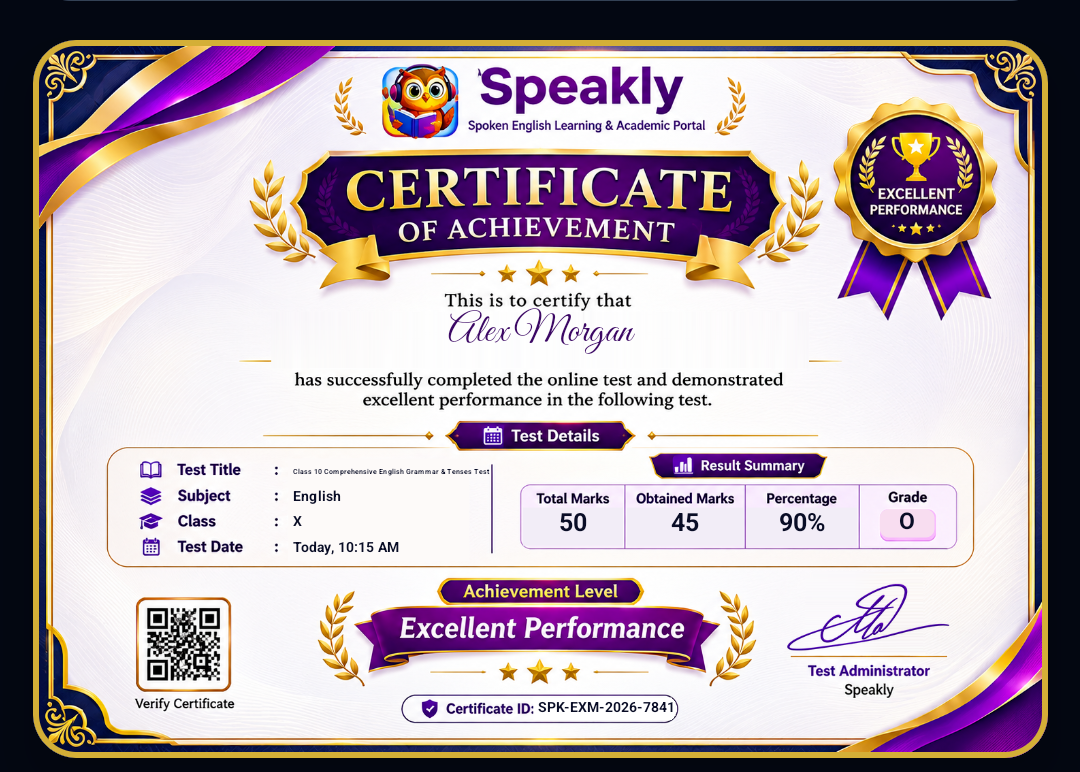 Speakly
Spoken English Learning & Academic Portal
CERTIFICATE
OF ACHIEVEMENT
EXCELLENT
PERFORMANCE
This is to certify that
Alex Morgan
has successfully completed the online test and demonstrated
excellent performance in the following test.
Test Details
Test Title : Class 10 Comprehensive English Grammar & Tenses Test
Subject : English
Class : X
Test Date : Today, 10:15 AM
Result Summary
Total Marks Obtained Marks Percentage Grade
50 45 90% O
Achievement Level
Excellent Performance
Verify Certificate
Test Administrator
Speakly
Certificate ID: SPK-EXM-2026-7841